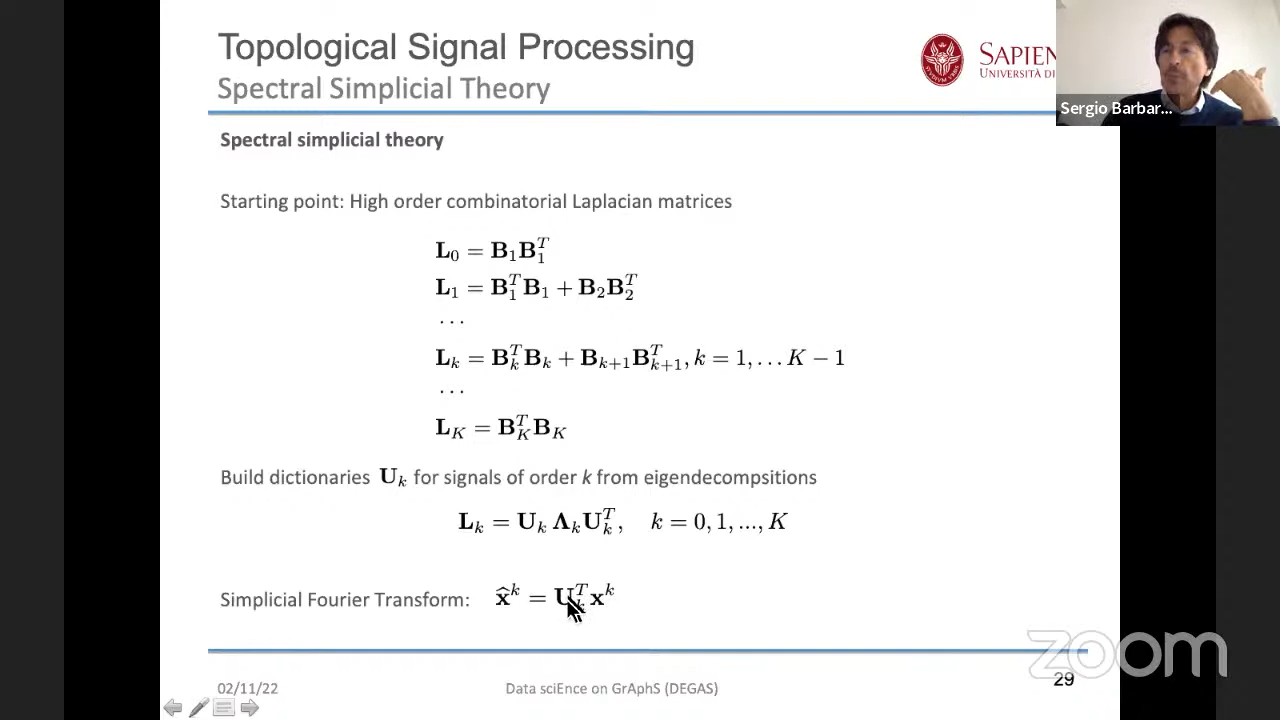 Topological Signal Processing
Spectral Simplicial Theory
SAPIEN
UNIVERSITÀ DI
Sergio Barbar...
Spectral simplicial theory
Starting point: High order combinatorial Laplacian matrices
L₀ = B₁B₁ᵀ
L₁ = B₁ᵀB₁ + B₂B₂ᵀ
...
Lₖ = BₖᵀBₖ + Bₖ₊₁Bₖ₊₁ᵀ, k = 1, ... K − 1
...
L_K = B_KᵀB_K
Build dictionaries Uₖ for signals of order k from eigendecompsitions
Lₖ = Uₖ ΛₖUₖᵀ, k = 0, 1, ..., K
Simplicial Fourier Transform: x̂ᵏ = Uₖᵀxᵏ
zoom
02/11/22
Data sciEnce on GrAphS (DEGAS)
29